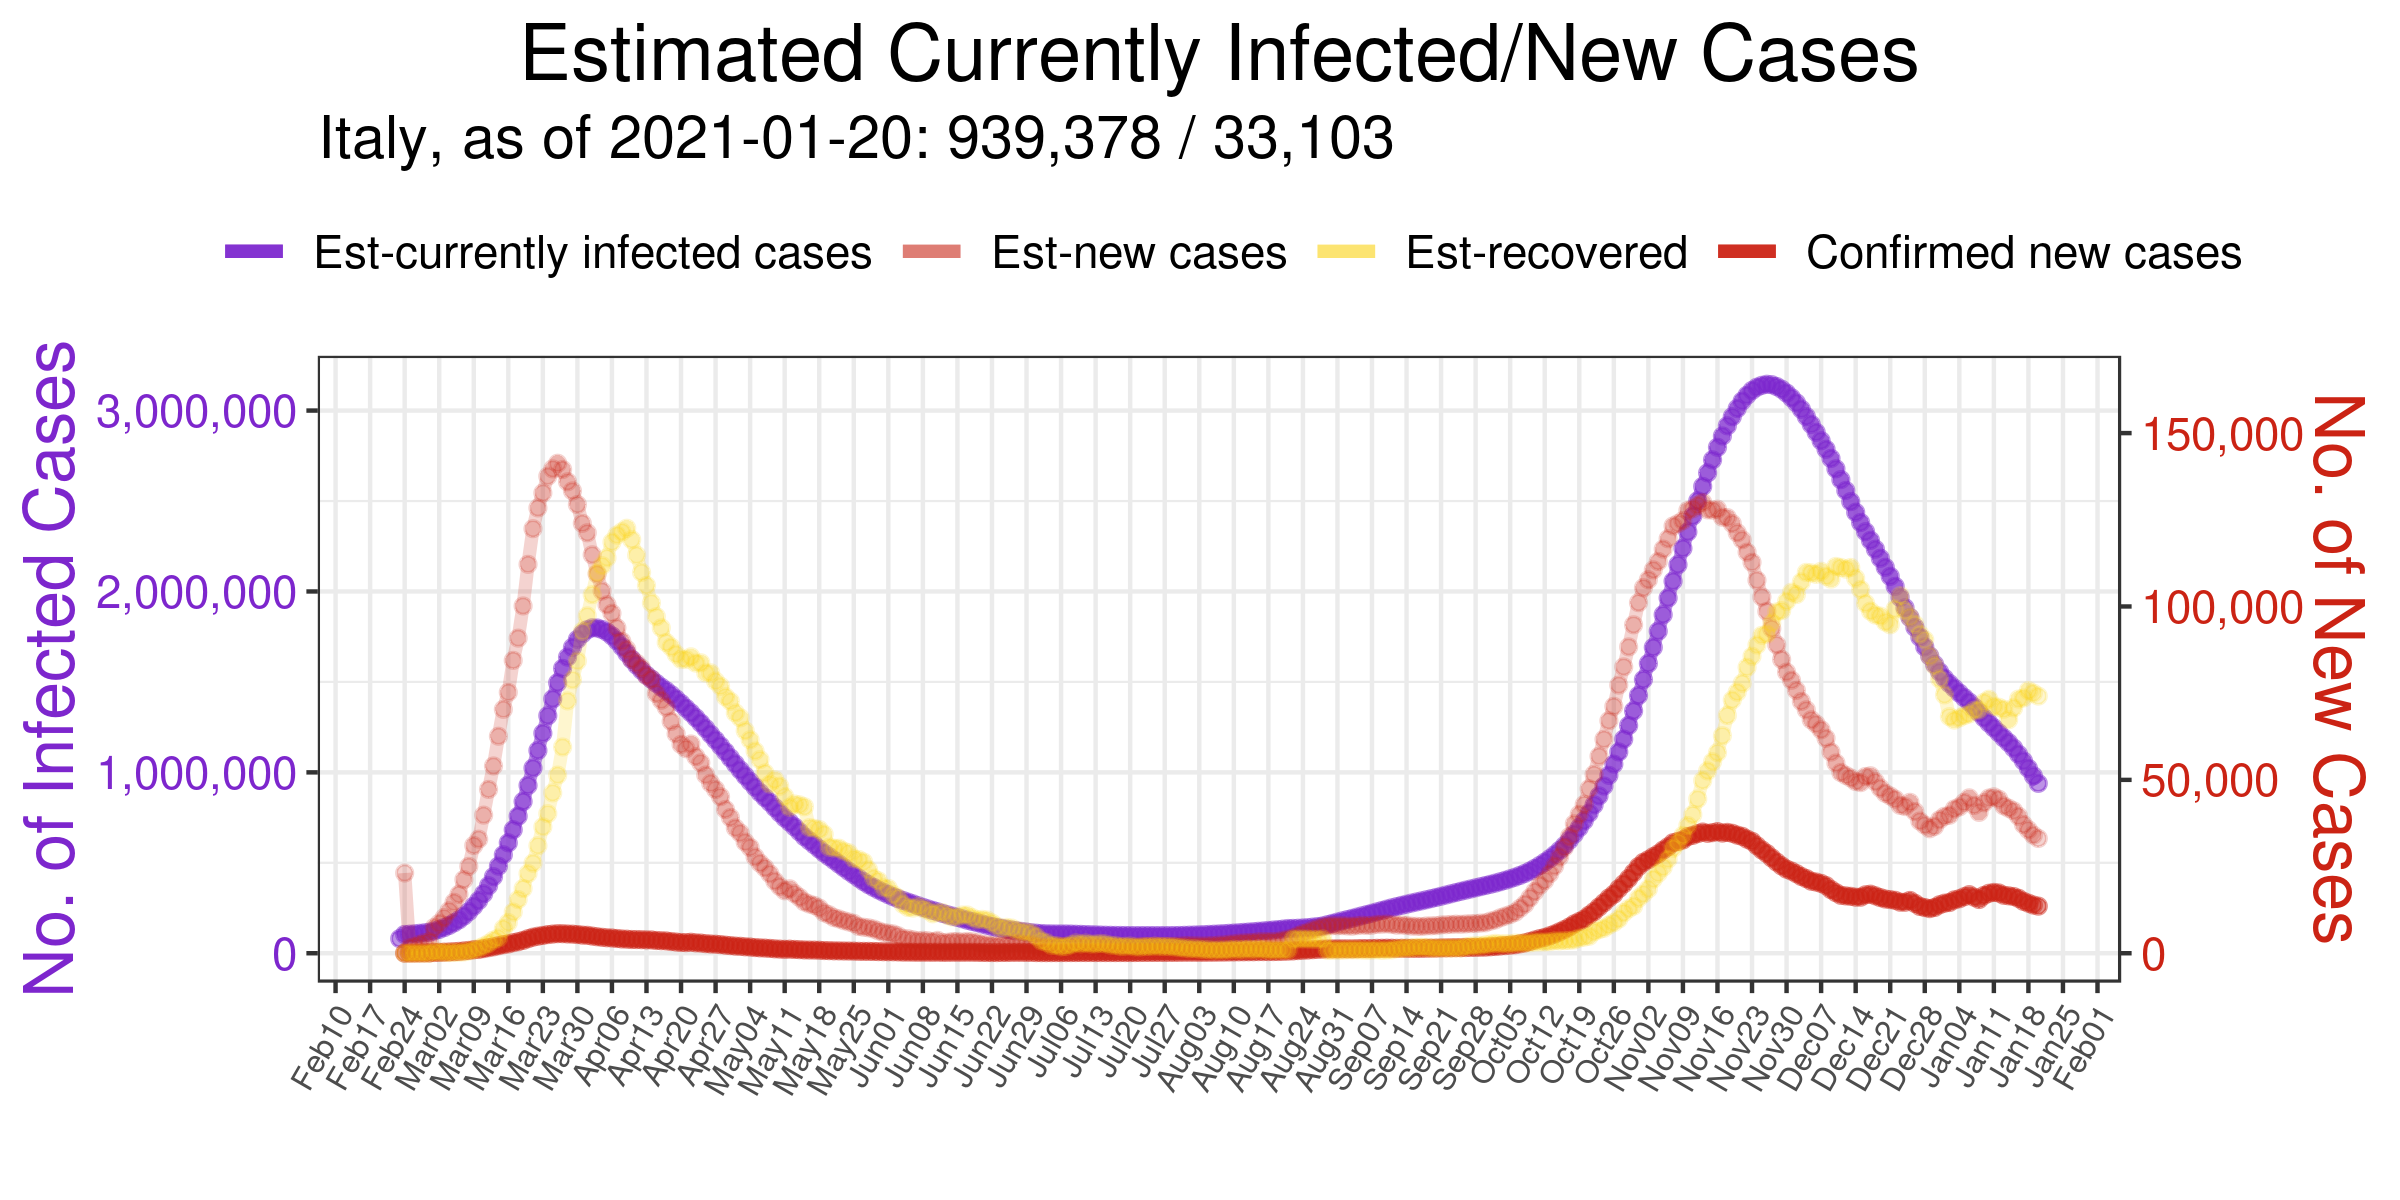 Estimated Currently Infected/New Cases
Italy, as of 2021-01-20: 939,378 / 33,103
Est-currently infected cases Est-new cases Est-recovered Confirmed new cases
No. of Infected Cases
3,000,000
2,000,000
1,000,000
0
150,000
100,000
50,000
0
No. of New Cases
Feb10 Feb17 Feb24 Mar02 Mar09 Mar16 Mar23 Mar30 Apr06 Apr13 Apr20 Apr27 May04 May11 May18 May25 Jun01 Jun08 Jun15 Jun22 Jun29 Jul06 Jul13 Jul20 Jul27 Aug03 Aug10 Aug17 Aug24 Aug31 Sep07 Sep14 Sep21 Sep28 Oct05 Oct12 Oct19 Oct26 Nov02 Nov09 Nov16 Nov23 Nov30 Dec07 Dec14 Dec21 Dec28 Jan04 Jan11 Jan18 Jan25 Feb01